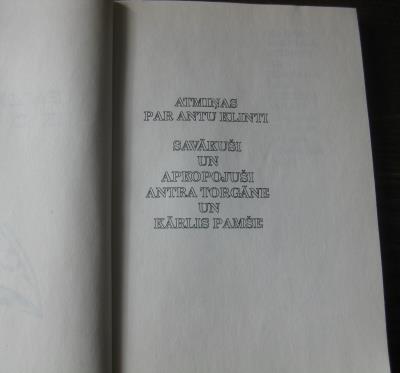 ATMIŅAS
PAR ANTU KLINTI
SAVĀKUŠI
UN
APKOPOJUŠI
ANTRA TORGĀNE
UN
KĀRLIS PAMŠE